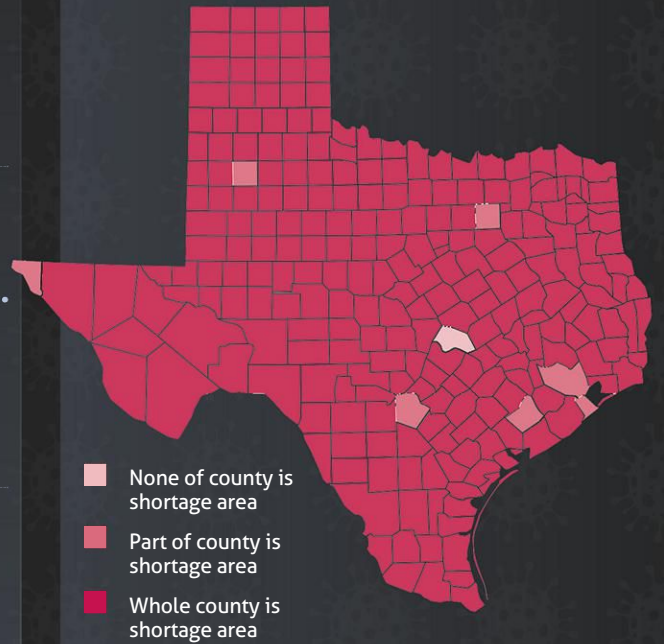 None of county is
shortage area
Part of county is
shortage area
Whole county is
shortage area